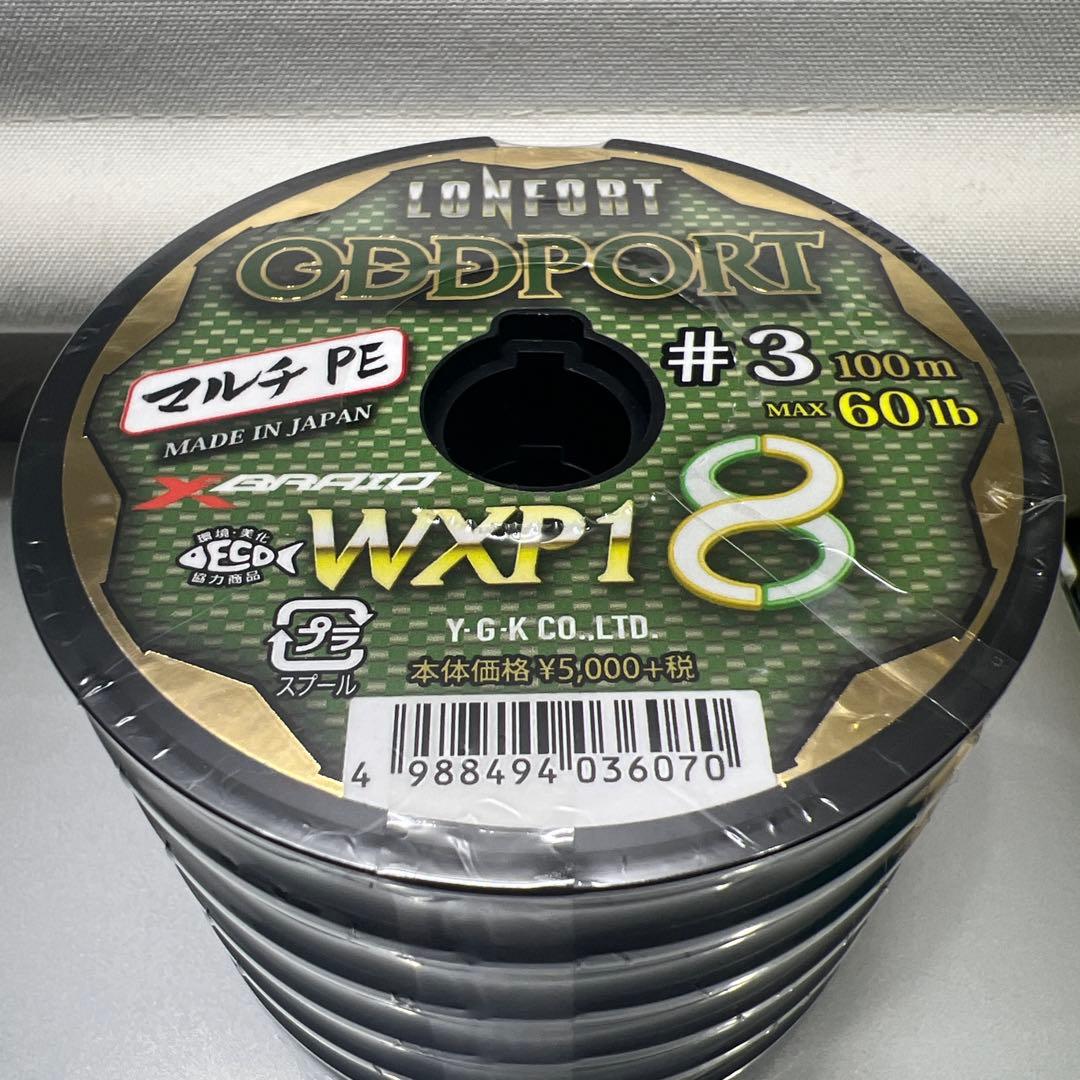 LONFORT
ODDPORT
マルチPE
MADE IN JAPAN
#3 100m
MAX 60lb
X-BRAID
WXP1 8
環境・美化
ECO
協力商品
プラ
スプール
Y-G-K CO.,LTD.
本体価格 ¥5,000+税
4 988494 036070